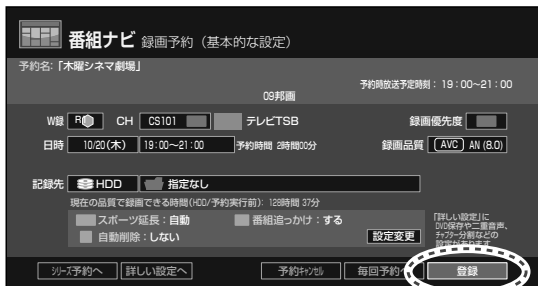 番組ナビ 録画予約（基本的な設定）
予約名:「木曜シネマ劇場」
予約時放送予定時刻：19：00〜21：00
09邦画
W録 R CH CS101 テレビTSB 録画優先度
日時 10/20(木) 19:00〜21:00 予約時間 2時間00分 録画品質 AVC AN (8.0)
記録先 HDD 指定なし
現在の品質で録画できる時間(HDD/予約実行前)：128時間 37分
スポーツ延長：自動 番組追っかけ：する
自動削除：しない 設定変更
「詳しい設定」に
DVD保存や二重音声、
チャプター分割などの
設定があります
シリーズ予約へ 詳しい設定へ 予約キャンセル 毎回予約へ 登録